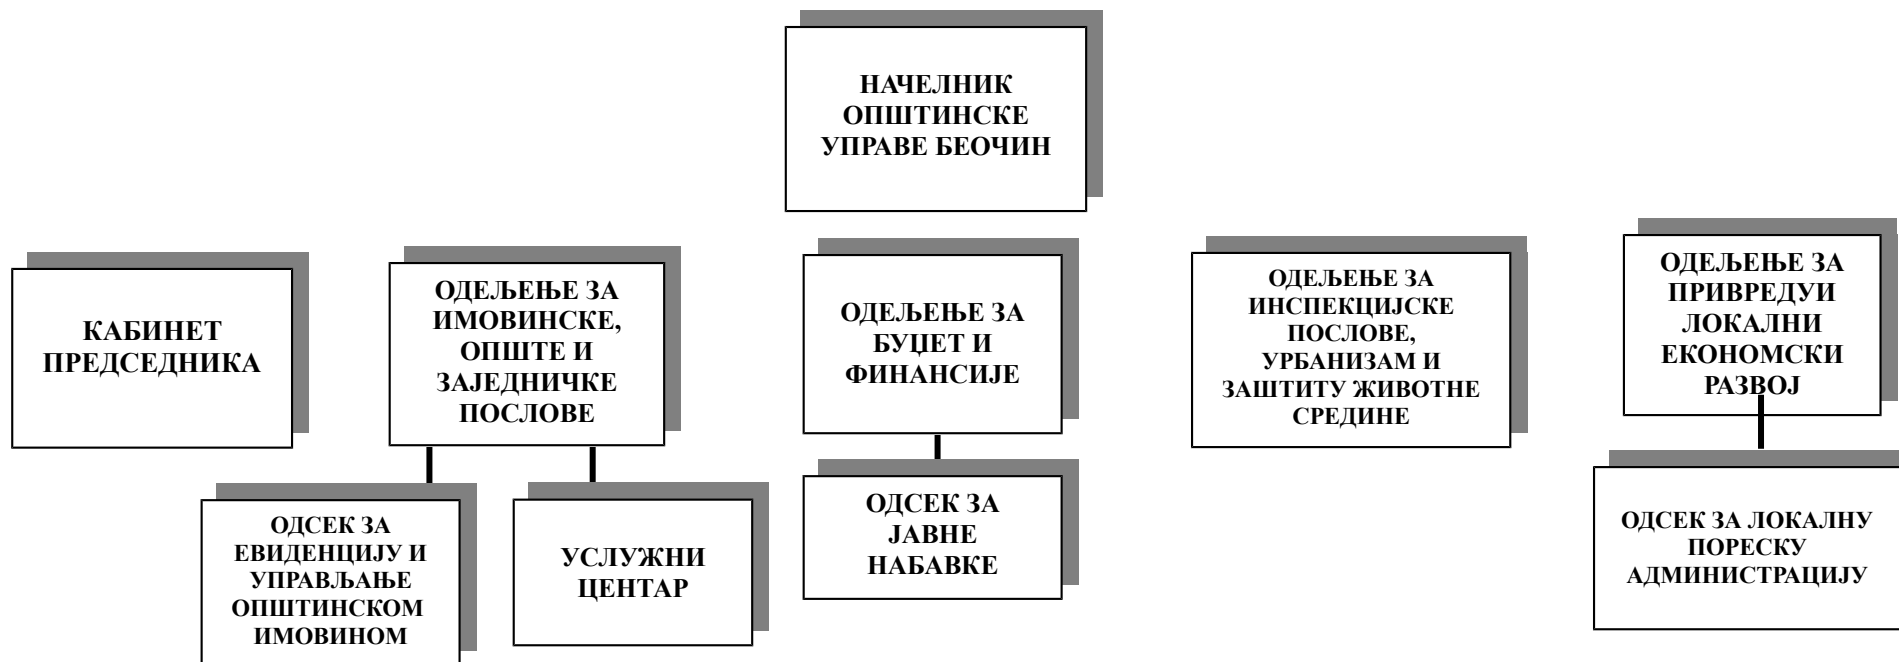 НАЧЕЛНИК
ОПШТИНСКЕ
УПРАВЕ БЕОЧИН
КАБИНЕТ
ПРЕДСЕДНИКА
ОДЕЉЕЊЕ ЗА
ИМОВИНСКЕ,
ОПШТЕ И
ЗАЈЕДНИЧКЕ
ПОСЛОВЕ
ОДЕЉЕЊЕ ЗА
БУЏЕТ И
ФИНАНСИЈЕ
ОДЕЉЕЊЕ ЗА
ИНСПЕКЦИЈСКЕ
ПОСЛОВЕ,
УРБАНИЗАМ И
ЗАШТИТУ ЖИВОТНЕ
СРЕДИНЕ
ОДЕЉЕЊЕ ЗА
ПРИВРЕДУИ
ЛОКАЛНИ
ЕКОНОМСКИ
РАЗВОЈ
ОДСЕК ЗА
ЕВИДЕНЦИЈУ И
УПРАВЉАЊЕ
ОПШТИНСКОМ
ИМОВИНОМ
УСЛУЖНИ
ЦЕНТАР
ОДСЕК ЗА
ЈАВНЕ
НАБАВКЕ
ОДСЕК ЗА ЛОКАЛНУ
ПОРЕСКУ
АДМИНИСТРАЦИЈУ